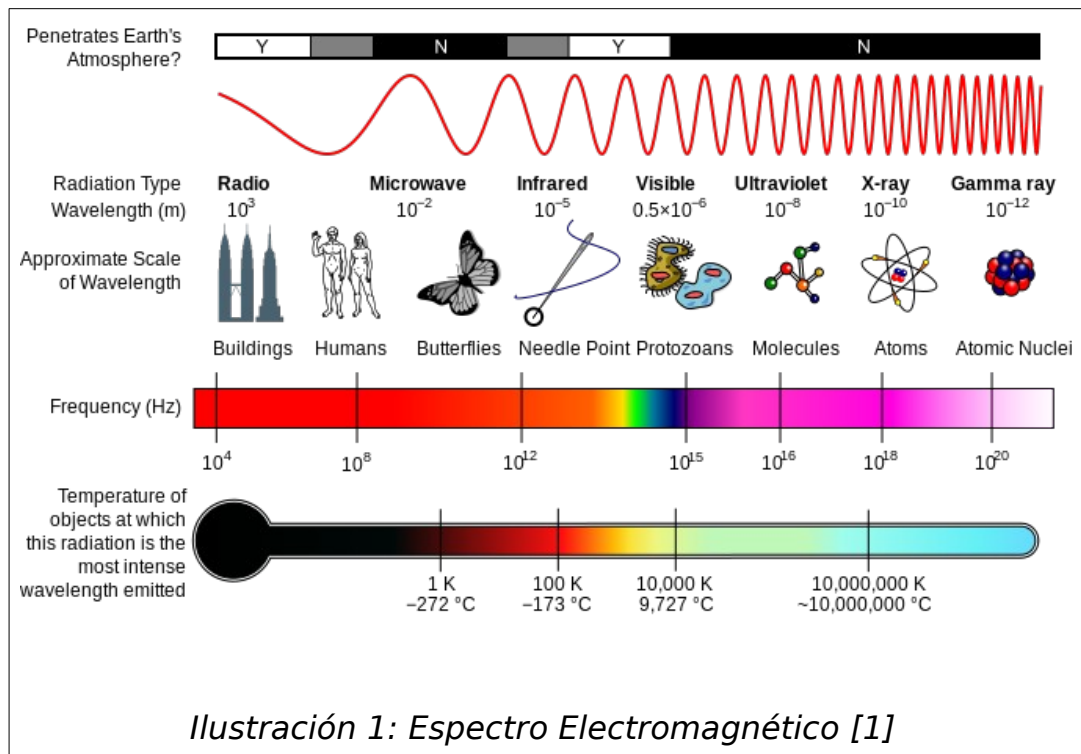 Penetrates Earth's
Atmosphere?
Y N Y N
Radiation Type
Radio Microwave Infrared Visible Ultraviolet X-ray Gamma ray
Wavelength (m)
10³ 10⁻² 10⁻⁵ 0.5×10⁻⁶ 10⁻⁸ 10⁻¹⁰ 10⁻¹²
Approximate Scale
of Wavelength
Buildings Humans Butterflies Needle Point Protozoans Molecules Atoms Atomic Nuclei
Frequency (Hz)
10⁴ 10⁸ 10¹² 10¹⁵ 10¹⁶ 10¹⁸ 10²⁰
Temperature of
objects at which
this radiation is the
most intense
wavelength emitted
1 K 100 K 10,000 K 10,000,000 K
−272 °C −173 °C 9,727 °C ~10,000,000 °C
Ilustración 1: Espectro Electromagnético [1]